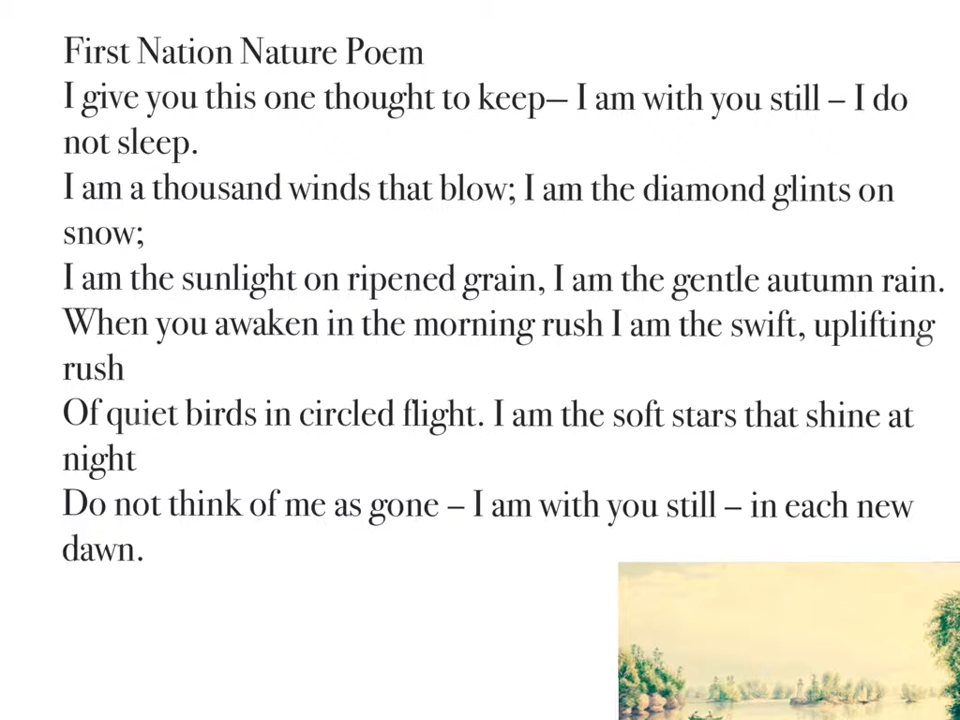 First Nation Nature Poem
I give you this one thought to keep– I am with you still – I do
not sleep.
I am a thousand winds that blow; I am the diamond glints on
snow;
I am the sunlight on ripened grain, I am the gentle autumn rain.
When you awaken in the morning rush I am the swift, uplifting
rush
Of quiet birds in circled flight. I am the soft stars that shine at
night
Do not think of me as gone – I am with you still – in each new
dawn.